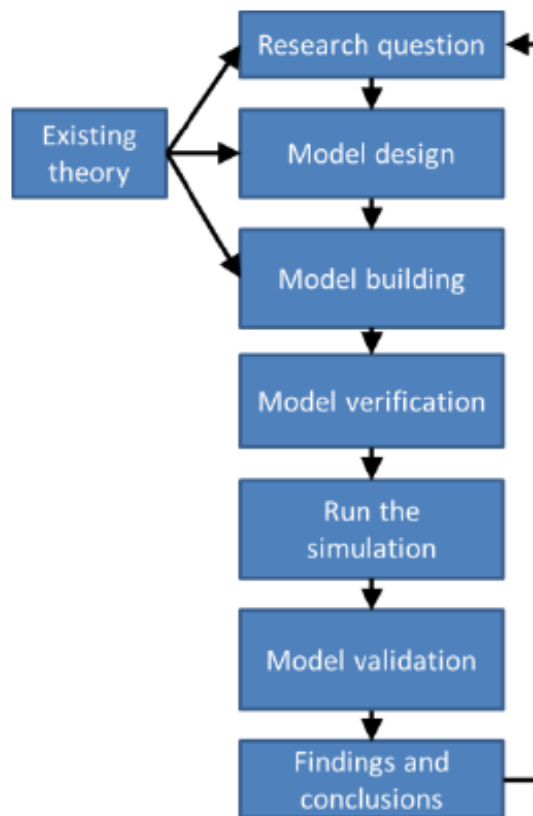 Research question
Existing
theory
Model design
Model building
Model verification
Run the
simulation
Model validation
Findings and
conclusions